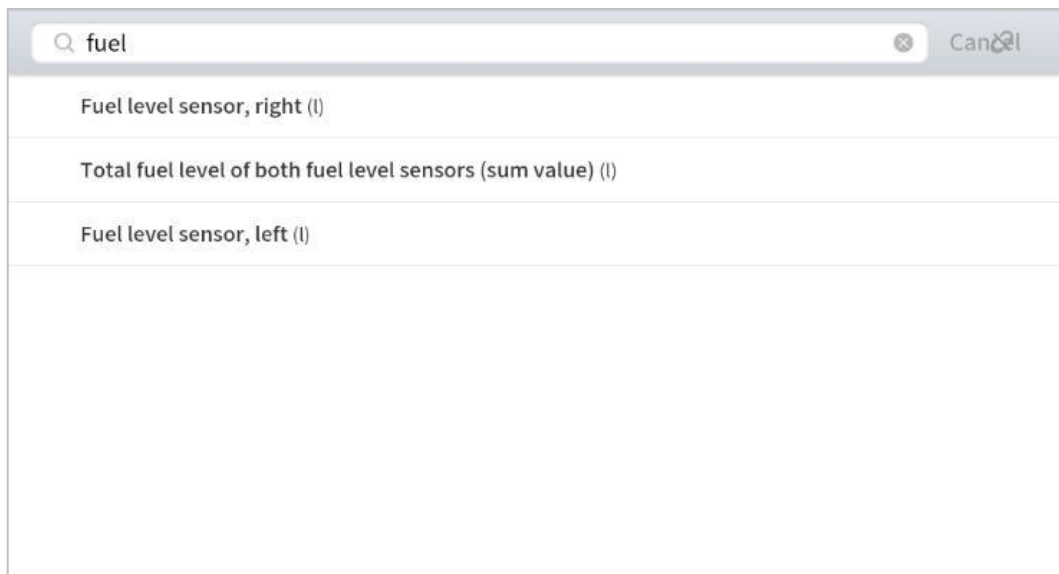 fuel
Cancel
Fuel level sensor, right (l)
Total fuel level of both fuel level sensors (sum value) (l)
Fuel level sensor, left (l)